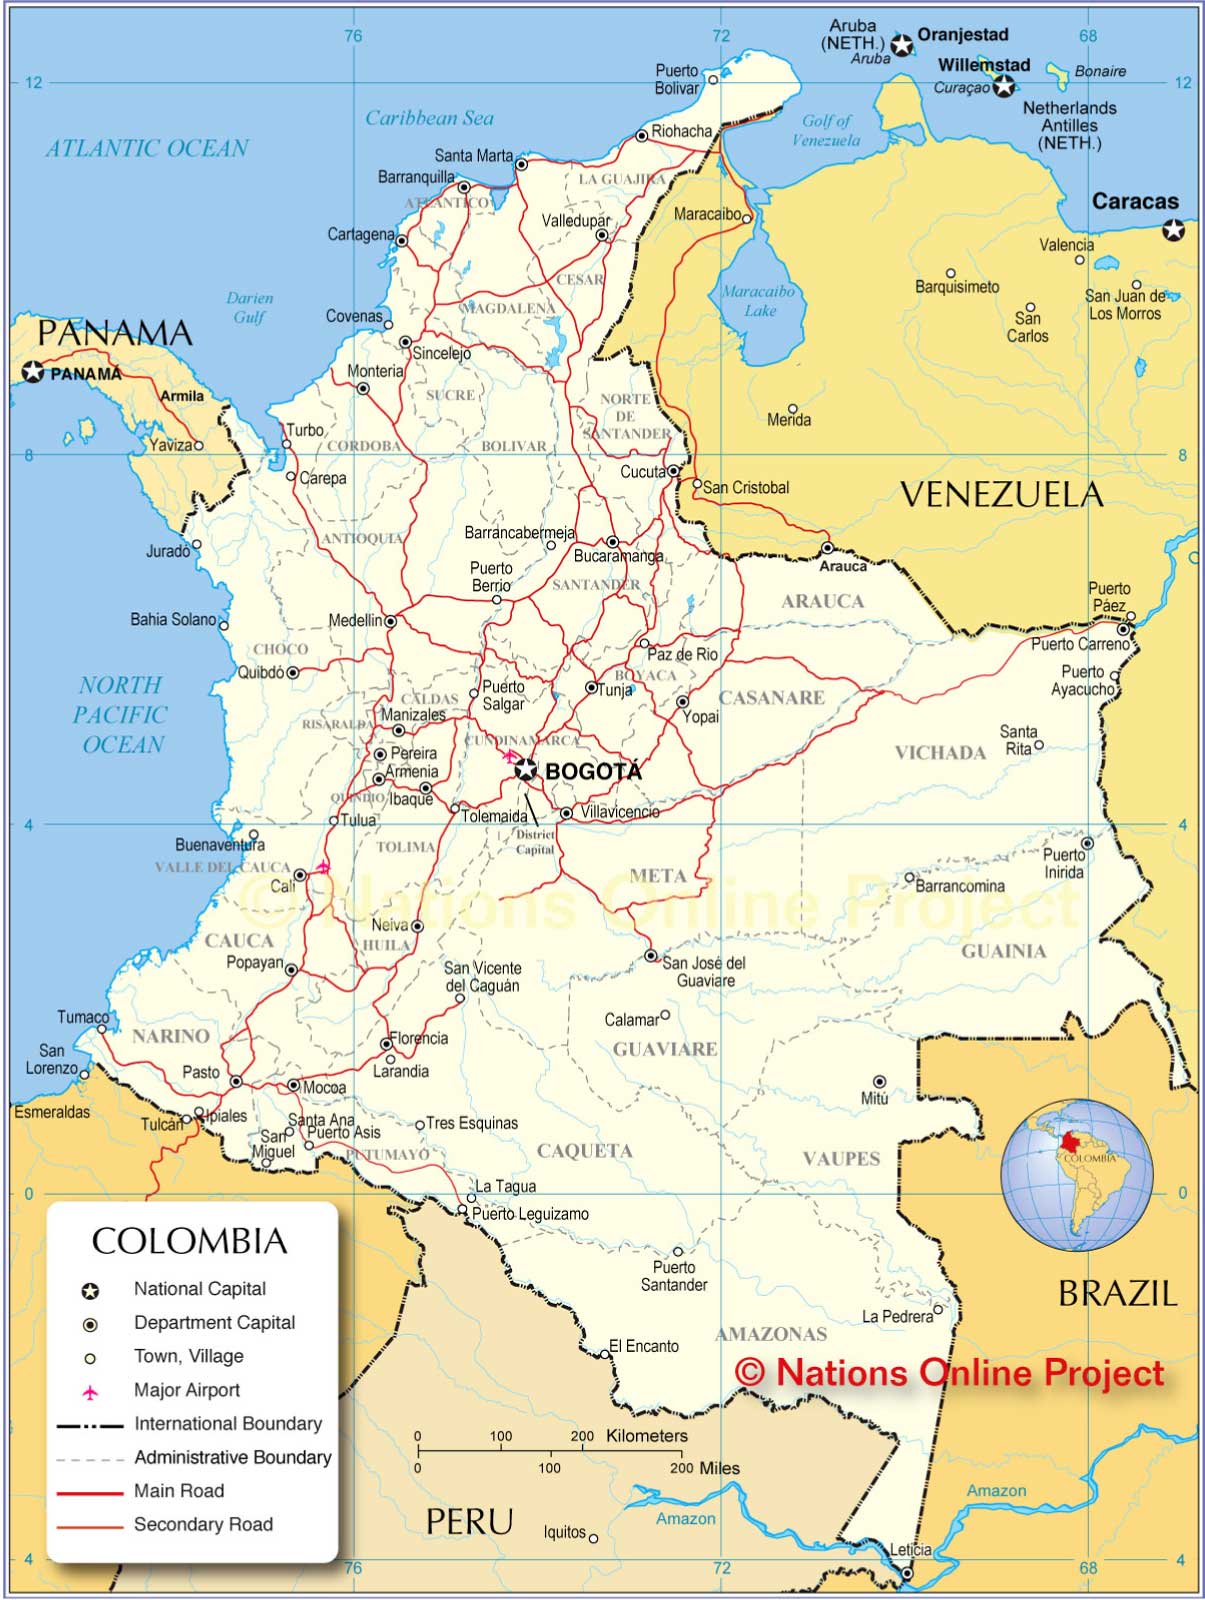 76
72
68
Aruba
(NETH.)
Oranjestad
Aruba
Willemstad
Curaçao
Bonaire
Netherlands
Antilles
(NETH.)
12
12
Puerto
Bolivar
Caribbean Sea
Golf of
Venezuela
ATLANTIC OCEAN
Riohacha
Santa Marta
LA GUAJIRA
Barranquilla
ATLANTICO
Caracas
Maracaibo
Valledupar
Cartagena
Valencia
CESAR
Barquisimeto
Maracaibo
Lake
San Juan de
Los Morros
Darien
Gulf
MAGDALENA
Covenas
San
Carlos
PANAMA
Sincelejo
PANAMÁ
Monteria
Armila
SUCRE
NORTE
DE
SANTANDER
Merida
Turbo
Yaviza
CORDOBA
BOLIVAR
8
8
Carepa
Cucuta
San Cristobal
VENEZUELA
ANTIOQUIA
Barrancabermeja
Jurado
Bucaramanga
Arauca
Puerto
Berrio
SANTANDER
ARAUCA
Puerto
Páez
Bahia Solano
Medellin
Puerto Carreno
CHOCO
Paz de Rio
Quibdó
BOYACA
Puerto
Ayacucho
NORTH
PACIFIC
OCEAN
Puerto
Salgar
Tunja
CALDAS
CASANARE
Yopai
Manizales
RISARALDA
CUNDINAMARCA
Santa
Rita
VICHADA
Pereira
Armenia
BOGOTÁ
QUINDIO
Ibaque
Tolemaida
Villavicencio
Tulua
4
4
District
Capital
Buenaventura
TOLIMA
VALLE DEL CAUCA
Cali
META
Puerto
Inirida
Barrancomina
© Nations Online Project
Neiva
CAUCA
HUILA
GUAINIA
Popayan
San Vicente
del Caguán
San José del
Guaviare
Tumaco
Calamar
NARINO
Florencia
GUAVIARE
San
Lorenzo
Larandia
Pasto
Mocoa
Mitú
Esmeraldas
Tulcán
Ipiales
Santa Ana
Tres Esquinas
San
Miguel
Puerto Asis
PUTUMAYO
CAQUETA
VAUPES
COLOMBIA
La Tagua
0
0
Puerto Leguizamo
COLOMBIA
National Capital
Department Capital
Town, Village
Major Airport
International Boundary
Administrative Boundary
Main Road
Secondary Road
Puerto
Santander
BRAZIL
La Pedrera
AMAZONAS
El Encanto
© Nations Online Project
0 100 200 Kilometers
0 100 200 Miles
PERU
Amazon
Amazon
Iquitos
Leticia
4
76
72
68
4